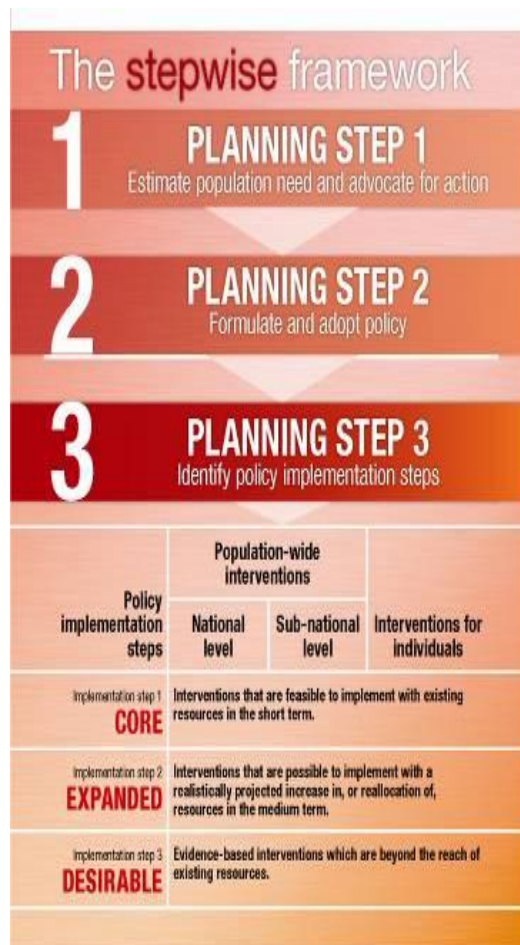 The stepwise framework
1
PLANNING STEP 1
Estimate population need and advocate for action
2
PLANNING STEP 2
Formulate and adopt policy
3
PLANNING STEP 3
Identify policy implementation steps
Policy
implementation
steps
Population-wide
interventions
National
level
Sub-national
level
Interventions for
individuals
Implementation step 1
CORE
Interventions that are feasible to implement with existing
resources in the short term.
Implementation step 2
EXPANDED
Interventions that are possible to implement with a
realistically projected increase in, or reallocation of,
resources in the medium term.
Implementation step 3
DESIRABLE
Evidence-based interventions which are beyond the reach of
existing resources.